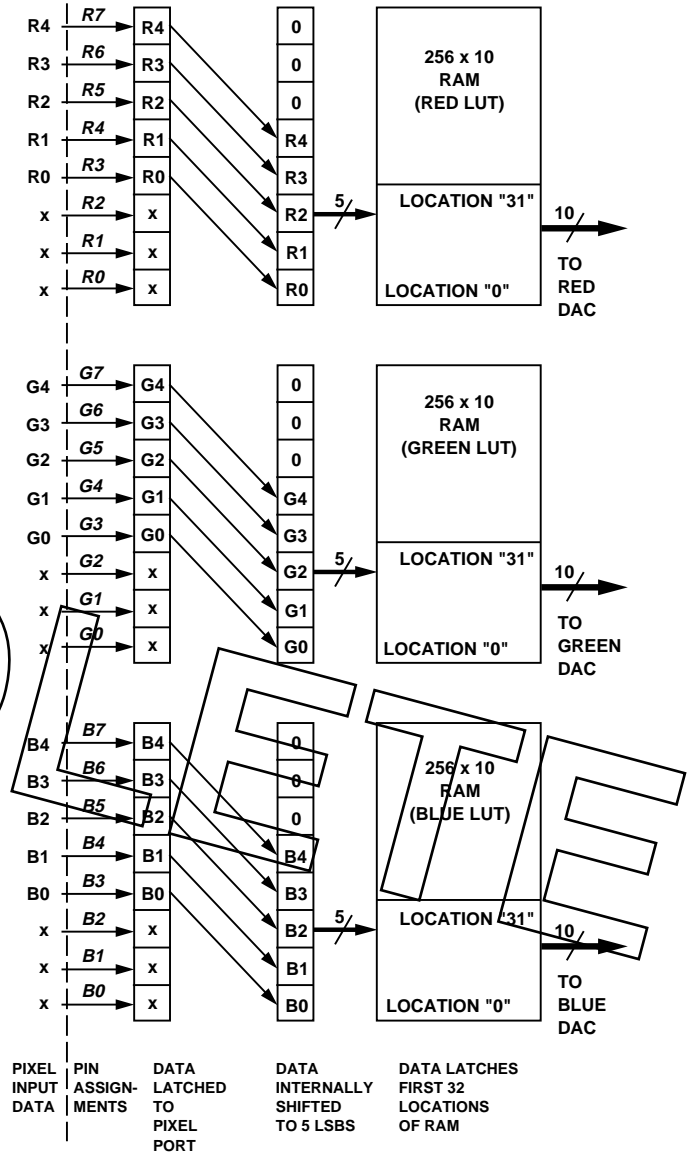 R4 R7 R4 0
R3 R6 R3 0
R2 R5 R2 0
R1 R4 R1 R4
R0 R3 R0 R3
x R2 x R2 5
x R1 x R1
x R0 x R0
256 x 10
RAM
(RED LUT)
LOCATION "31"
LOCATION "0"
10
TO
RED
DAC
G4 G7 G4 0
G3 G6 G3 0
G2 G5 G2 0
G1 G4 G1 G4
G0 G3 G0 G3
x G2 x G2 5
x G1 x G1
x G0 x G0
256 x 10
RAM
(GREEN LUT)
LOCATION "31"
LOCATION "0"
10
TO
GREEN
DAC
LETE
B4 B7 B4 0
B3 B6 B3 0
B2 B5 B2 0
B1 B4 B1 B4
B0 B3 B0 B3
x B2 x B2 5
x B1 x B1
x B0 x B0
256 x 10
RAM
(BLUE LUT)
LOCATION "31"
LOCATION "0"
10
TO
BLUE
DAC
PIXEL
INPUT
DATA
PIN
ASSIGN-
MENTS
DATA
LATCHED
TO
PIXEL
PORT
DATA
INTERNALLY
SHIFTED
TO 5 LSBS
DATA LATCHES
FIRST 32
LOCATIONS
OF RAM